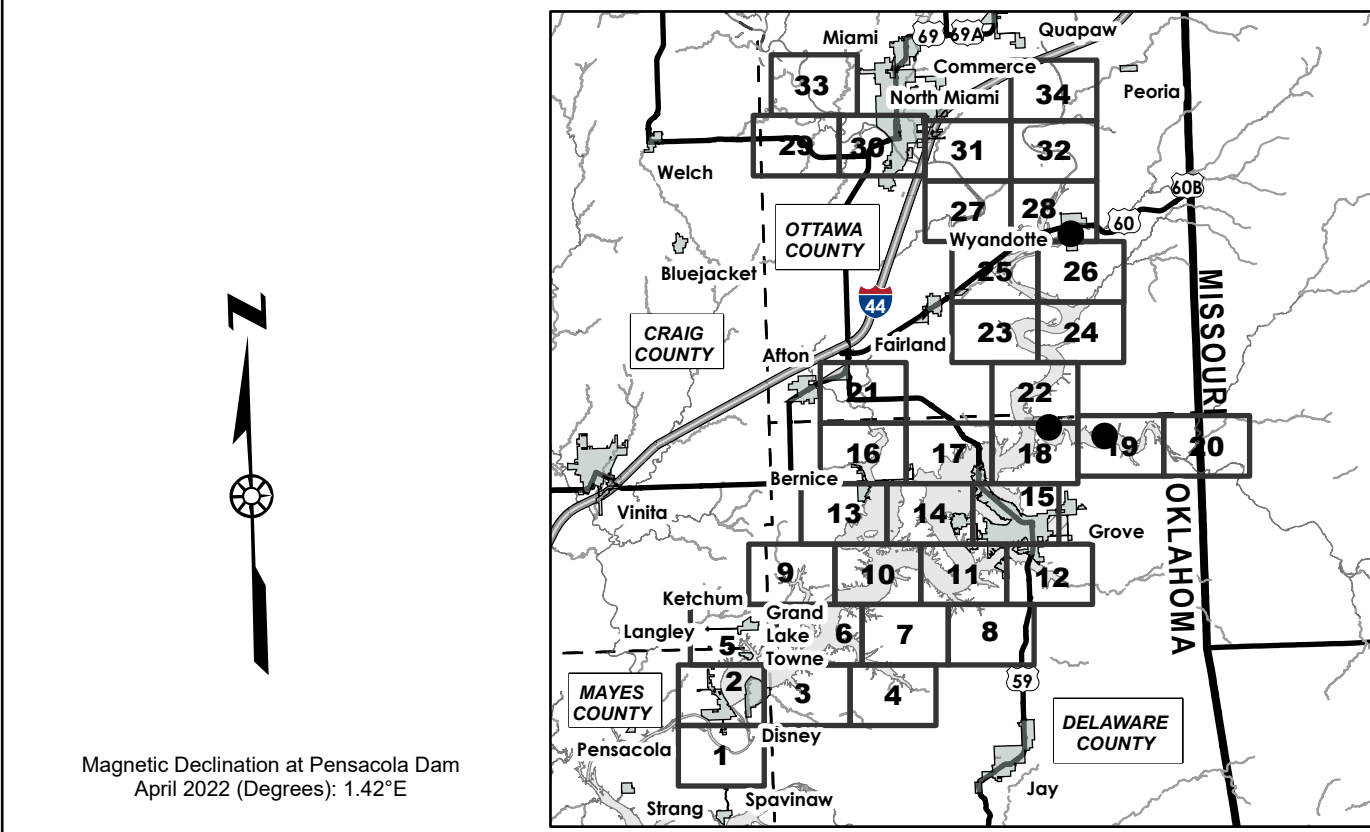 N
Magnetic Declination at Pensacola Dam
April 2022 (Degrees): 1.42°E
Miami
69
69A
Quapaw
Commerce
33
North Miami
34
Peoria
29
30
31
32
Welch
60B
27
28
60
OTTAWA
COUNTY
Wyandotte
Bluejacket
25
26
MISSOURI
44
CRAIG
COUNTY
23
24
Fairland
Afton
21
22
16
17
18
19
20
Bernice
Vinita
13
14
15
Grove
OKLAHOMA
9
10
11
12
Ketchum
Grand
Lake
Towne
Langley
5
6
7
8
MAYES
COUNTY
2
3
4
59
DELAWARE
COUNTY
Pensacola
Disney
1
Jay
Strang
Spavinaw